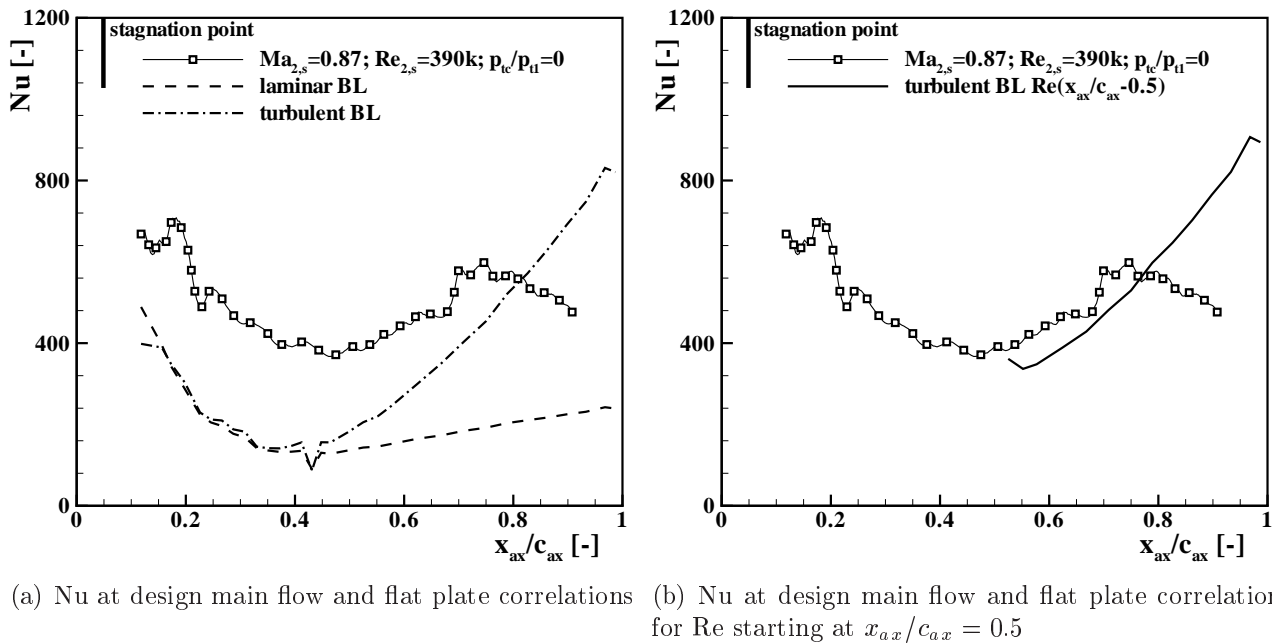 1200
800
400
0
Nu [-]
stagnation point
Ma2,s=0.87; Re2,s=390k; ptc/pt1=0
laminar BL
turbulent BL
0 0.2 0.4 0.6 0.8 1
xax/cax [-]
(a) Nu at design main flow and flat plate correlations
1200
800
400
0
Nu [-]
stagnation point
Ma2,s=0.87; Re2,s=390k; ptc/pt1=0
turbulent BL Re(xax/cax-0.5)
0 0.2 0.4 0.6 0.8 1
xax/cax [-]
(b) Nu at design main flow and flat plate correlation
for Re starting at xax/cax = 0.5